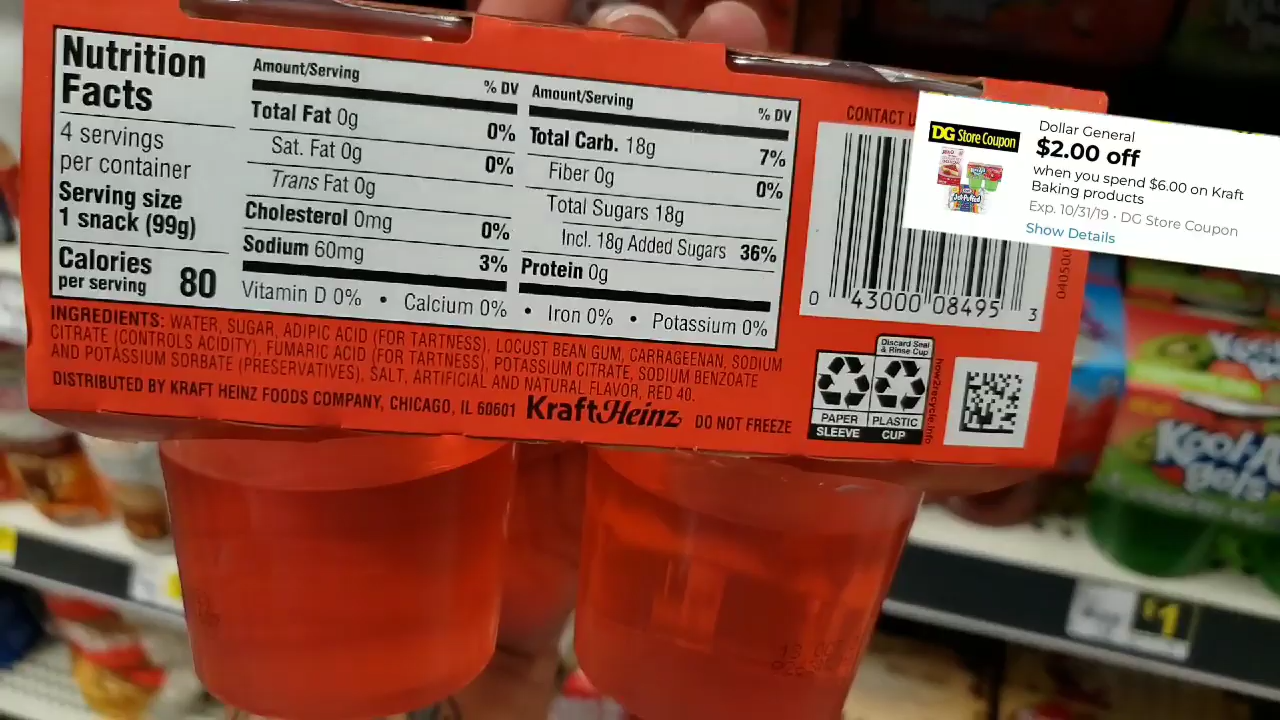 Nutrition
Facts
4 servings
per container
Serving size
1 snack (99g)
Calories
per serving 80
Amount/Serving % DV
Total Fat 0g 0%
Sat. Fat 0g 0%
Trans Fat 0g
Cholesterol 0mg 0%
Sodium 60mg 3%
Amount/Serving % DV
Total Carb. 18g 7%
Fiber 0g 0%
Total Sugars 18g
Incl. 18g Added Sugars 36%
Protein 0g
Vitamin D 0% • Calcium 0% • Iron 0% • Potassium 0%
INGREDIENTS: WATER, SUGAR, ADIPIC ACID (FOR TARTNESS), LOCUST BEAN GUM, CARRAGEENAN, SODIUM
CITRATE (CONTROLS ACIDITY), FUMARIC ACID (FOR TARTNESS), POTASSIUM CITRATE, SODIUM BENZOATE
AND POTASSIUM SORBATE (PRESERVATIVES), SALT, ARTIFICIAL AND NATURAL FLAVOR, RED 40.
DISTRIBUTED BY KRAFT HEINZ FOODS COMPANY, CHICAGO, IL 60601 KraftHeinz DO NOT FREEZE
CONTACT
0 43000 08495 3
Discard Seal
& Rinse Cup
PAPER PLASTIC
SLEEVE CUP
how2recycle.info
DG Store Coupon
Dollar General
$2.00 off
when you spend $6.00 on Kraft
Baking products
Exp. 10/31/19 · DG Store Coupon
Show Details
Kool-A
gels
$1